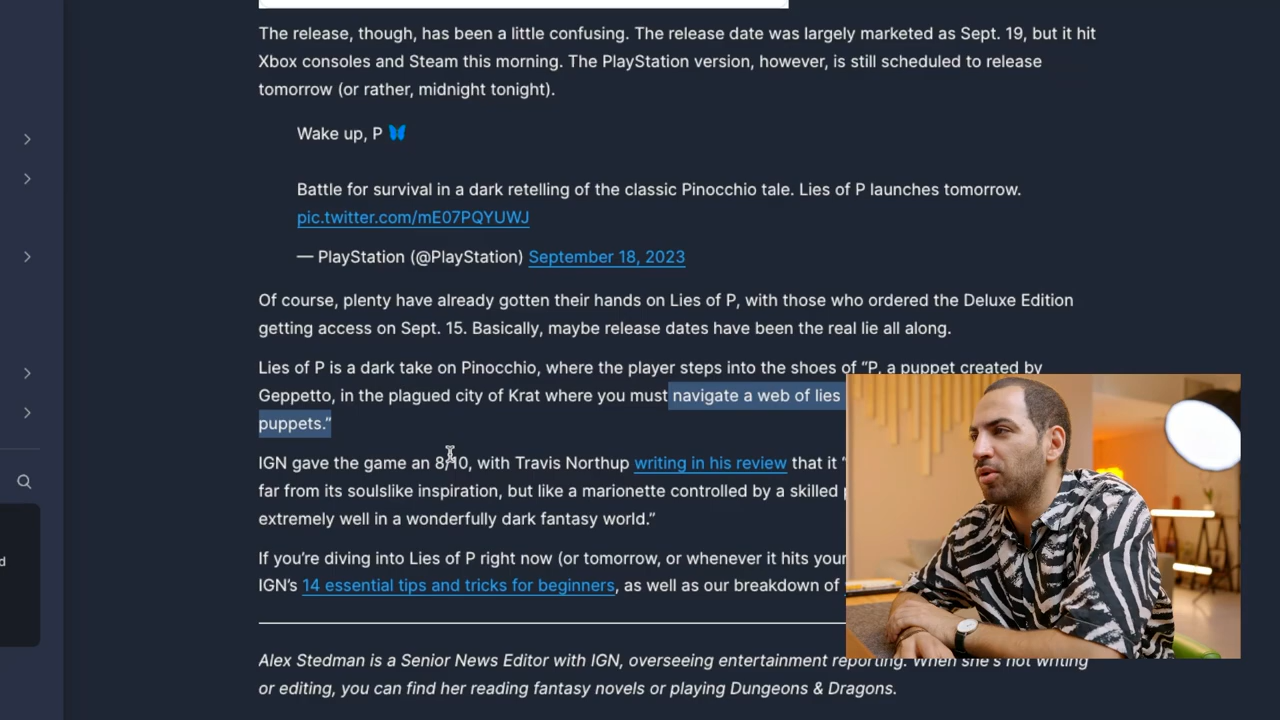 The release, though, has been a little confusing. The release date was largely marketed as Sept. 19, but it hit
Xbox consoles and Steam this morning. The PlayStation version, however, is still scheduled to release
tomorrow (or rather, midnight tonight).
Wake up, P 🦋
Battle for survival in a dark retelling of the classic Pinocchio tale. Lies of P launches tomorrow.
pic.twitter.com/mE07PQYUWJ
— PlayStation (@PlayStation) September 18, 2023
Of course, plenty have already gotten their hands on Lies of P, with those who ordered the Deluxe Edition
getting access on Sept. 15. Basically, maybe release dates have been the real lie all along.
Lies of P is a dark take on Pinocchio, where the player steps into the shoes of “P, a puppet created by
Geppetto, in the plagued city of Krat where you must navigate a web of lies
puppets.”
IGN gave the game an 8/10, with Travis Northup writing in his review that it “
far from its soulslike inspiration, but like a marionette controlled by a skilled
extremely well in a wonderfully dark fantasy world.”
If you’re diving into Lies of P right now (or tomorrow, or whenever it hits your
IGN’s 14 essential tips and tricks for beginners, as well as our breakdown of
d
Alex Stedman is a Senior News Editor with IGN, overseeing entertainment reporting. When she’s not writing
or editing, you can find her reading fantasy novels or playing Dungeons & Dragons.